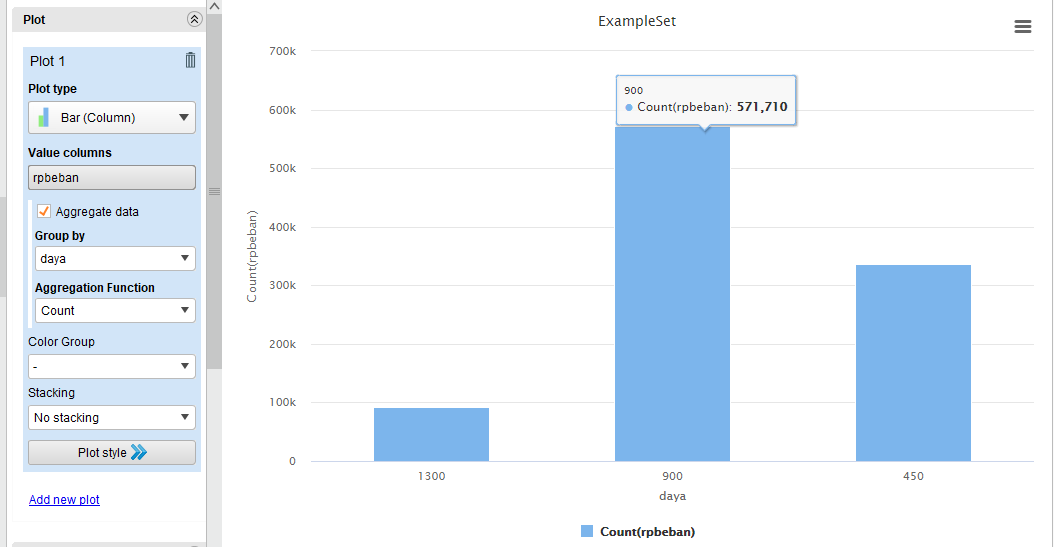 Plot
Plot 1
Plot type
Bar (Column)
Value columns
rpbeban
Aggregate data
Group by
daya
Aggregation Function
Count
Color Group
-
Stacking
No stacking
Plot style
Add new plot
ExampleSet
700k
600k
500k
400k
300k
200k
100k
0
Count(rpbeban)
900
Count(rpbeban): 571,710
1300 900 450
daya
Count(rpbeban)